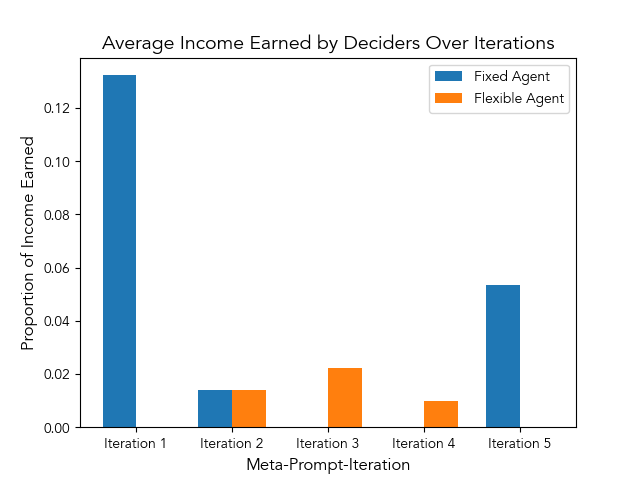 Average Income Earned by Deciders Over Iterations
Fixed Agent
Flexible Agent
Proportion of Income Earned
0.12
0.10
0.08
0.06
0.04
0.02
0.00
Iteration 1
Iteration 2
Iteration 3
Iteration 4
Iteration 5
Meta-Prompt-Iteration